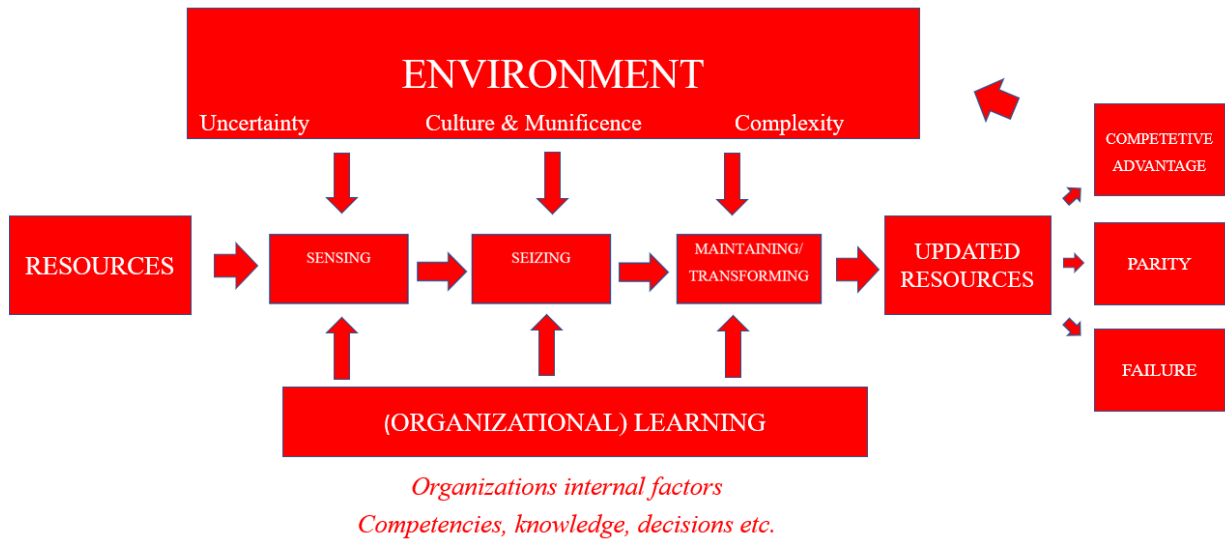 ENVIRONMENT
Uncertainty
Culture & Munificence
Complexity
COMPETETIVE
ADVANTAGE
RESOURCES
SENSING
SEIZING
MAINTAINING/
TRANSFORMING
UPDATED
RESOURCES
PARITY
FAILURE
(ORGANIZATIONAL) LEARNING
Organizations internal factors
Competencies, knowledge, decisions etc.